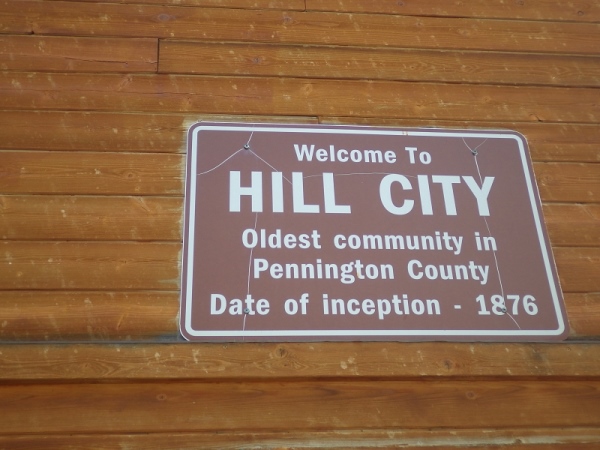 Welcome To
HILL CITY
Oldest community in
Pennington County
Date of inception - 1876